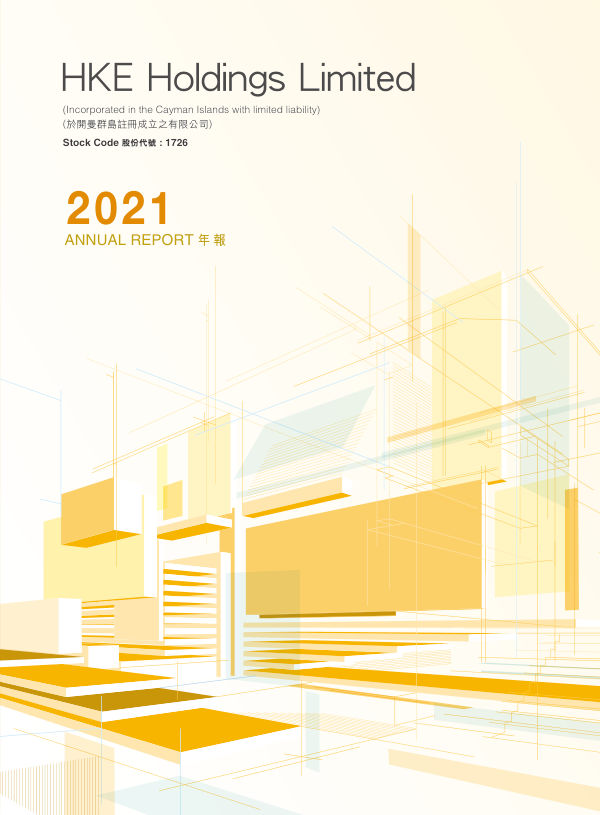 HKE Holdings Limited
(Incorporated in the Cayman Islands with limited liability)
(於開曼群島註冊成立之有限公司)
Stock Code 股份代號 : 1726
2021
ANNUAL REPORT 年報